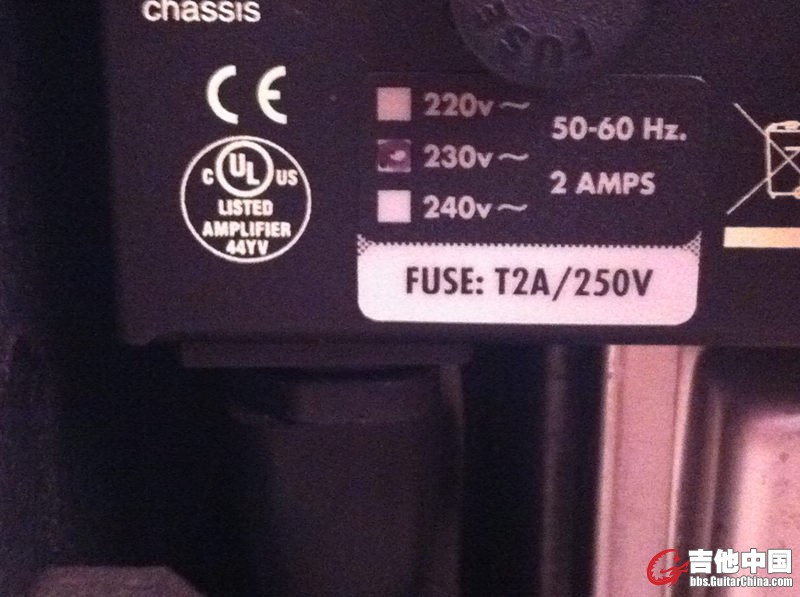 chassis
FUSE
CE
UL
C US
LISTED
AMPLIFIER
44YV
220v~
230v~
240v~
50-60 Hz.
2 AMPS
FUSE: T2A/250V
吉他中国
bbs.GuitarChina.com